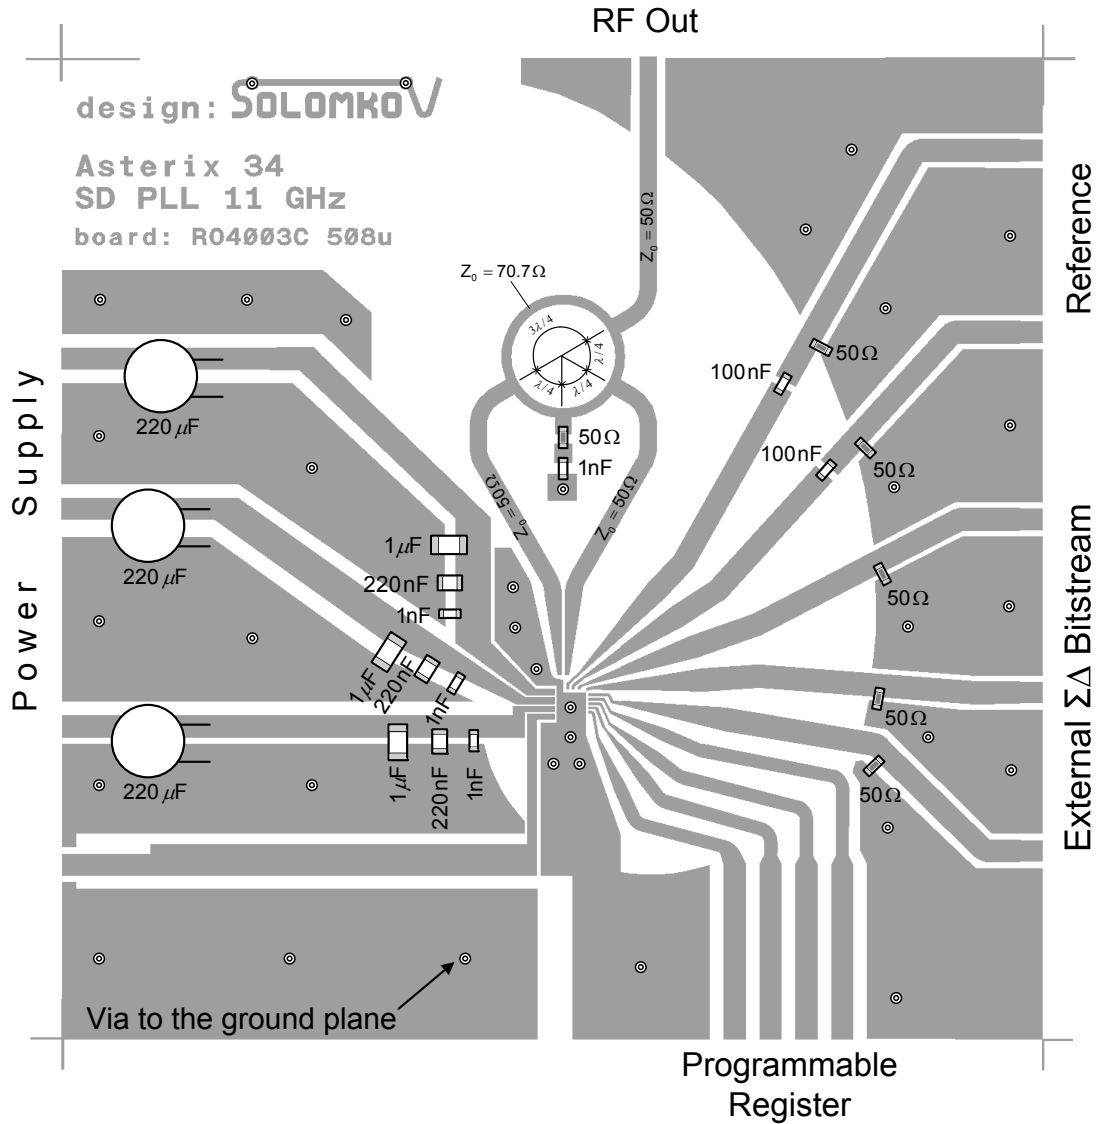 RF Out
design: SOLOMKOV
Asterix 34
SD PLL 11 GHz
board: RO4003C 508u
Z₀ = 50Ω
Z₀ = 70.7Ω
3λ/4
λ/4
λ/4
λ/4
Reference
50Ω
100nF
50Ω
100nF
50Ω
1nF
Z₀ = 50Ω
Z₀ = 50Ω
Power Supply
220μF
220μF
220μF
1μF
220nF
1nF
1μF
220nF
1nF
1μF
220nF
1nF
50Ω
50Ω
50Ω
External ΣΔ Bitstream
Via to the ground plane
Programmable
Register